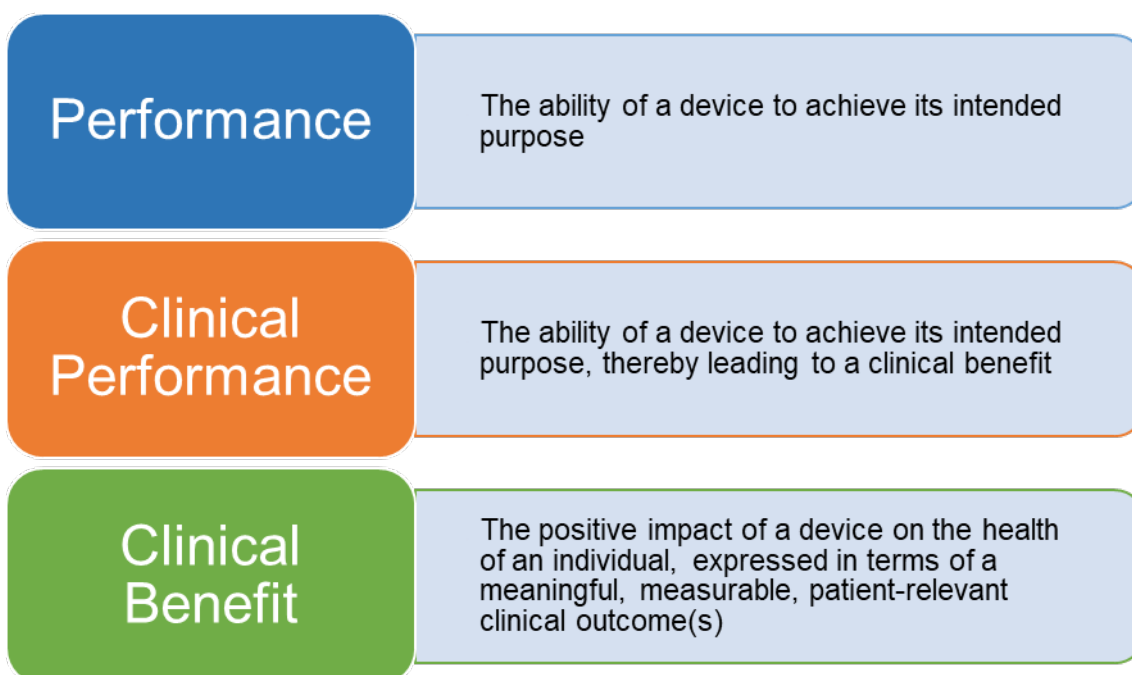 Performance
The ability of a device to achieve its intended
purpose
Clinical
Performance
The ability of a device to achieve its intended
purpose, thereby leading to a clinical benefit
Clinical
Benefit
The positive impact of a device on the health
of an individual, expressed in terms of a
meaningful, measurable, patient-relevant
clinical outcome(s)